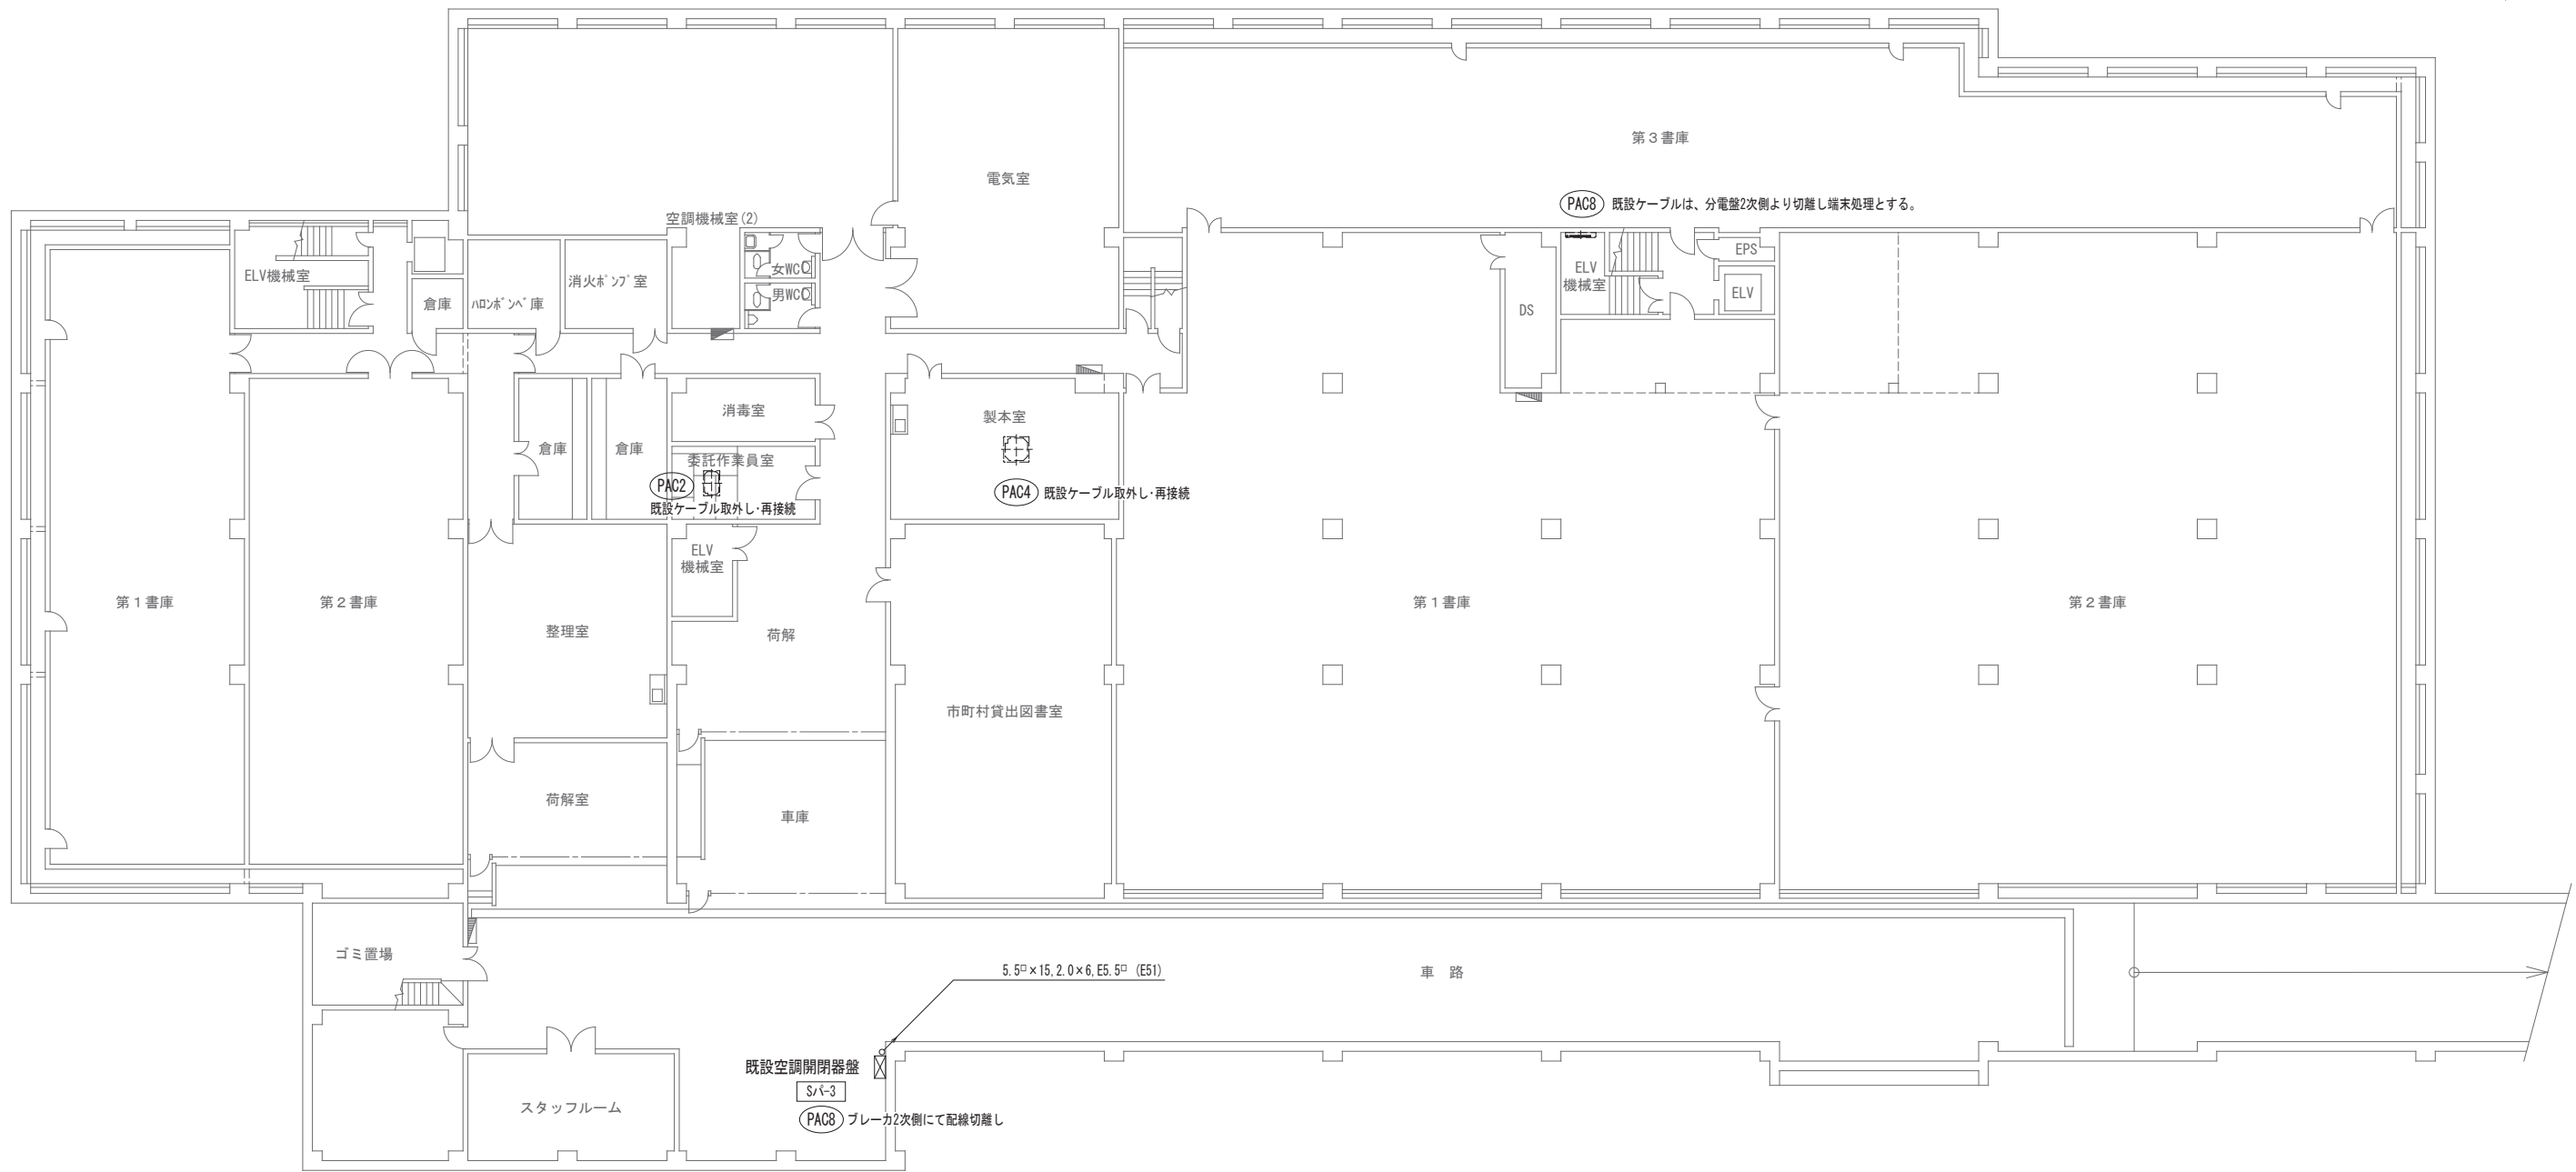 第３書庫
電気室
PAC8 既設ケーブルは、分電盤2次側より切離し端末処理とする。
空調機械室(2)
EPS
女WC
ELV機械室
消火ﾎﾟﾝﾌﾟ室
ELV
機械室
男WC
ELV
倉庫
ﾊﾛﾝﾎﾞﾝﾍﾞ庫
DS
消毒室
製本室
倉庫
倉庫
委託作業員室
PAC2
既設ケーブル取外し･再接続
PAC4 既設ケーブル取外し･再接続
ELV
機械室
第１書庫
第２書庫
第１書庫
第２書庫
整理室
荷解
市町村貸出図書室
荷解室
車庫
ゴミ置場
5.5□×15,2.0×6,E5.5□ (E51)
車　路
既設空調開閉器盤
Sパ-3
スタッフルーム
PAC8 ブレーカ2次側にて配線切離し